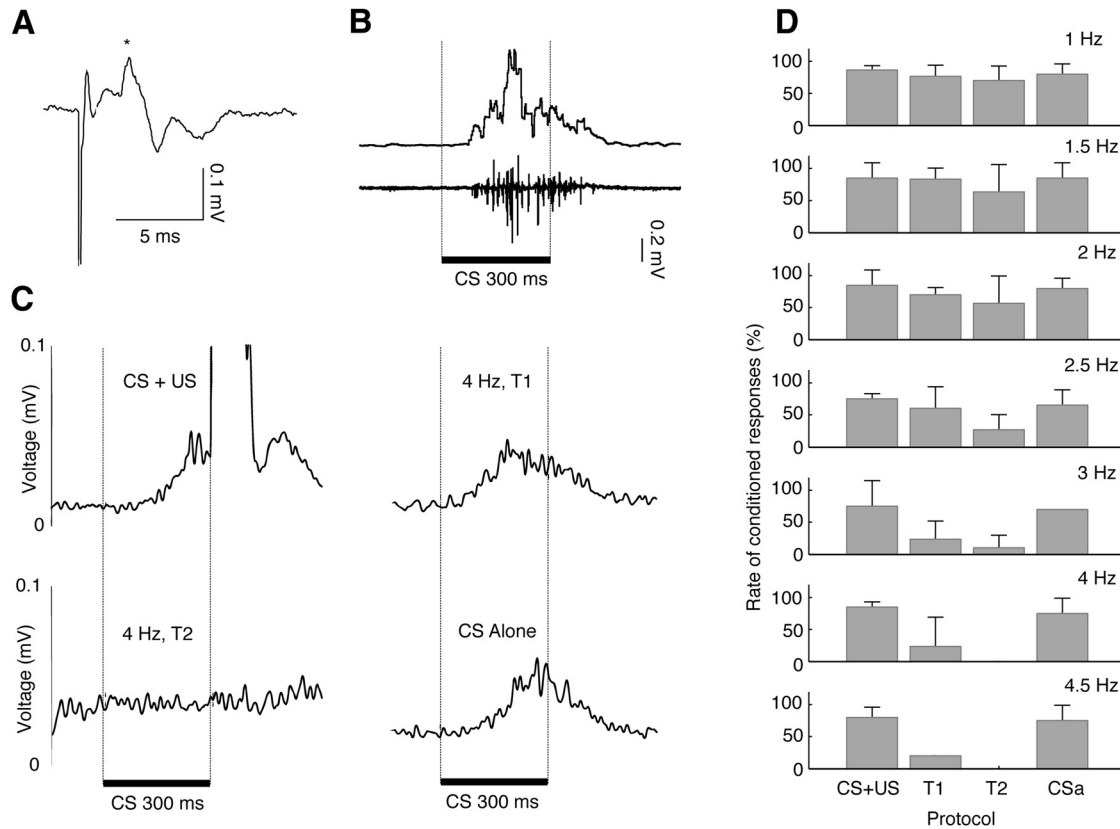 A
*
0.1 mV
5 ms
B
0.2 mV
CS 300 ms
C
0.1
Voltage (mV)
0
CS + US
4 Hz, T1
0.1
Voltage (mV)
0
4 Hz, T2
CS Alone
CS 300 ms
CS 300 ms
D
Rate of conditioned responses (%)
1 Hz
100
50
0
1.5 Hz
100
50
0
2 Hz
100
50
0
2.5 Hz
100
50
0
3 Hz
100
50
0
4 Hz
100
50
0
4.5 Hz
100
50
0
CS+US T1 T2 CSa
Protocol